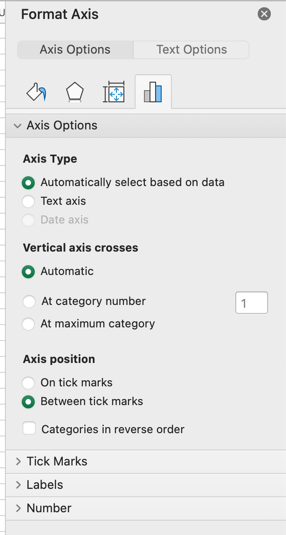 Format Axis
Axis Options
Text Options
Axis Options
Axis Type
Automatically select based on data
Text axis
Date axis
Vertical axis crosses
Automatic
At category number 1
At maximum category
Axis position
On tick marks
Between tick marks
Categories in reverse order
Tick Marks
Labels
Number